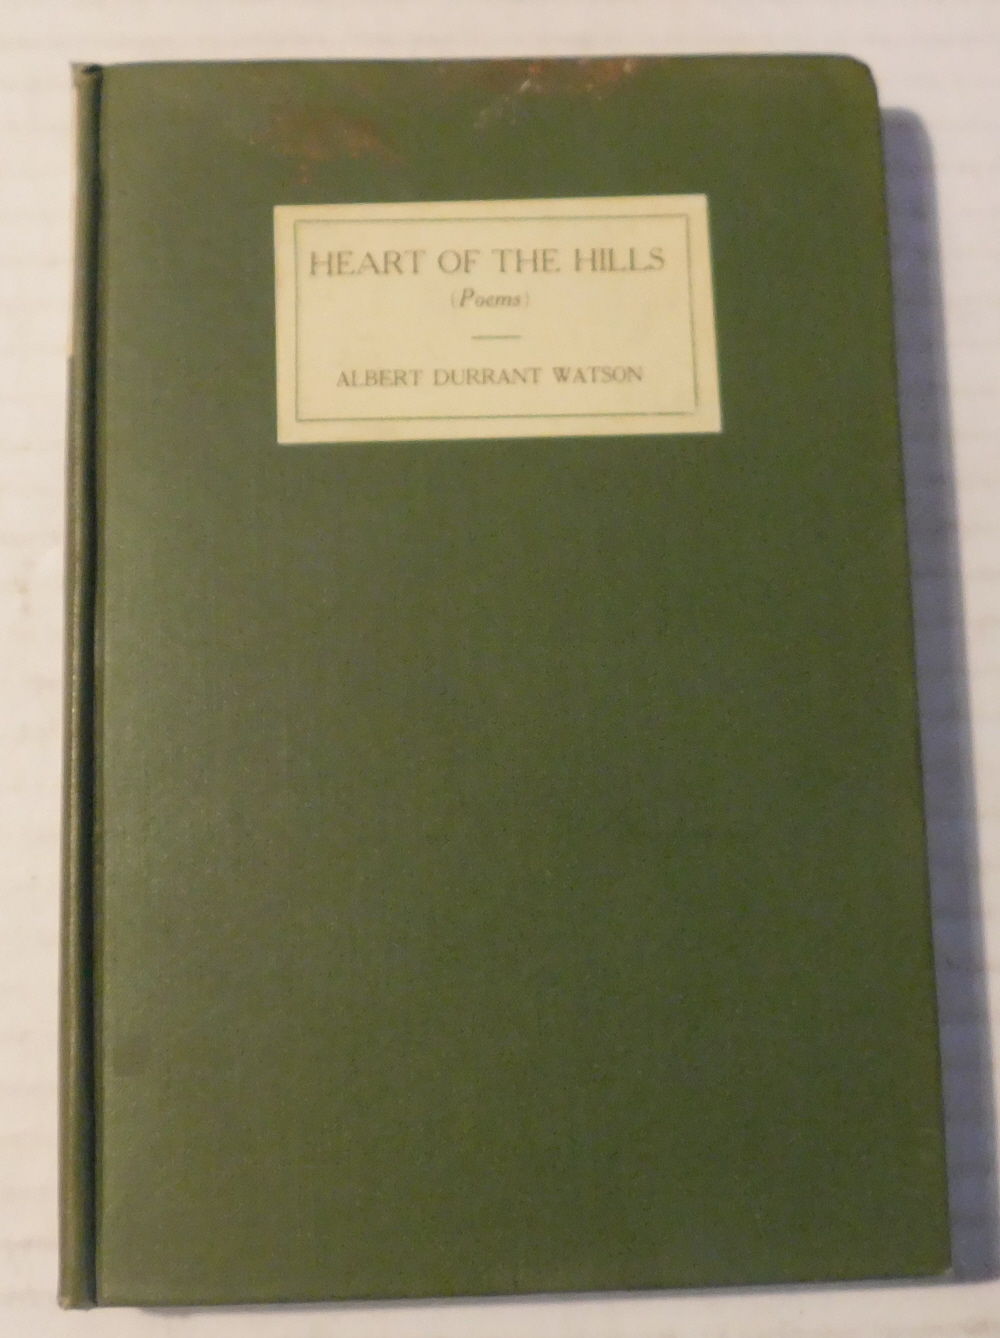 HEART OF THE HILLS
(Poems)
ALBERT DURRANT WATSON